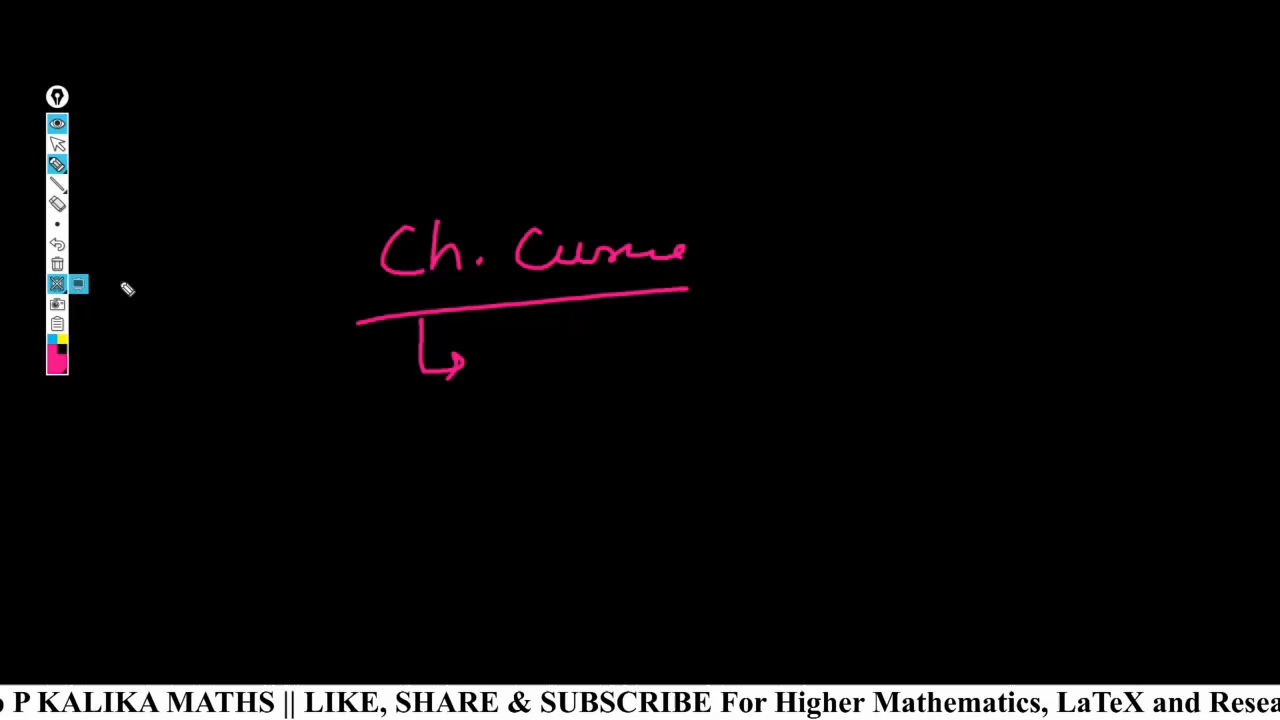 Ch. Curve
o P KALIKA MATHS || LIKE, SHARE & SUBSCRIBE For Higher Mathematics, LaTeX and Resea